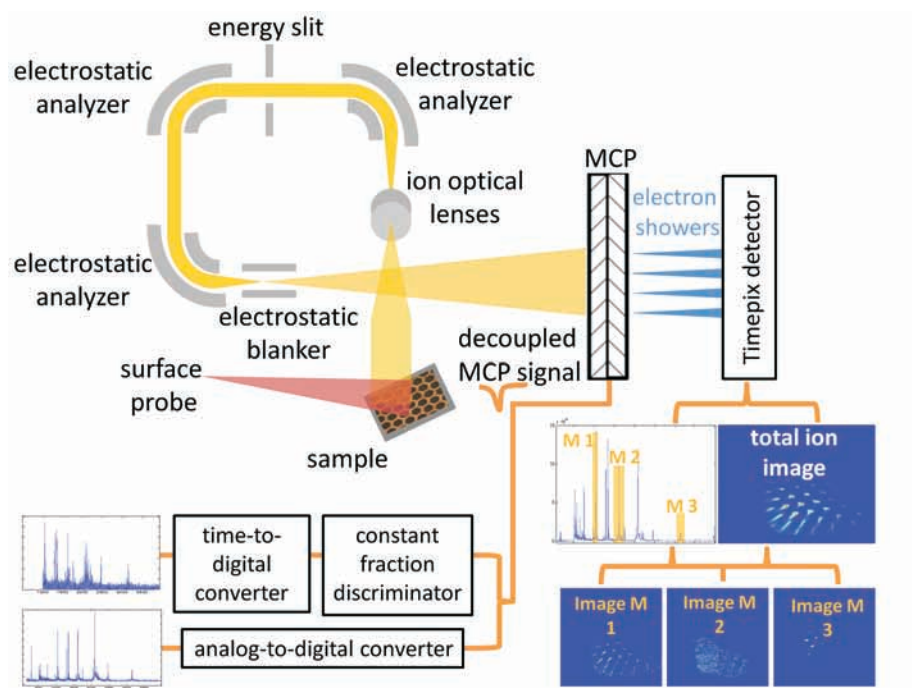 energy slit
electrostatic
analyzer
electrostatic
analyzer
MCP
ion optical
lenses
electron
showers
Timepix detector
electrostatic
analyzer
electrostatic
blanker
decoupled
MCP signal
surface
probe
sample
M 1
M 2
M 3
total ion
image
time-to-
digital
converter
constant
fraction
discriminator
analog-to-digital converter
Image M
1
Image M
2
Image M
3